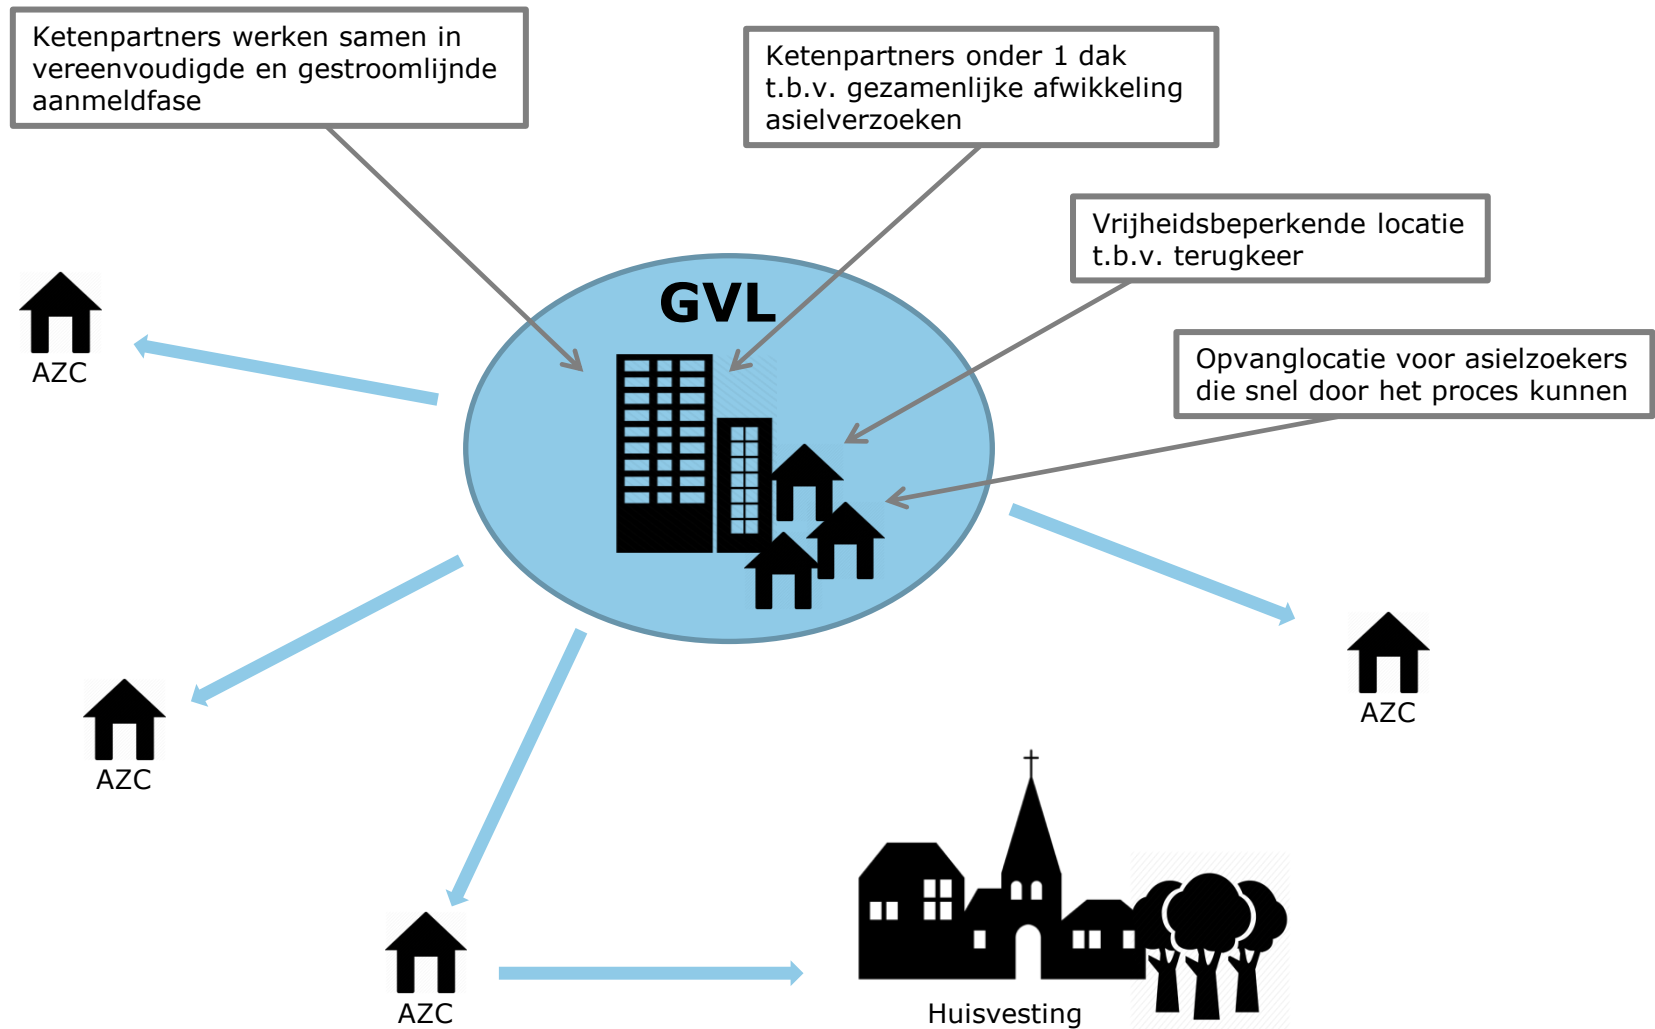 Ketenpartners werken samen in
vereenvoudigde en gestroomlijnde
aanmeldfase
Ketenpartners onder 1 dak
t.b.v. gezamenlijke afwikkeling
asielverzoeken
Vrijheidsbeperkende locatie
t.b.v. terugkeer
Opvanglocatie voor asielzoekers
die snel door het proces kunnen
GVL
AZC
AZC
AZC
AZC
Huisvesting